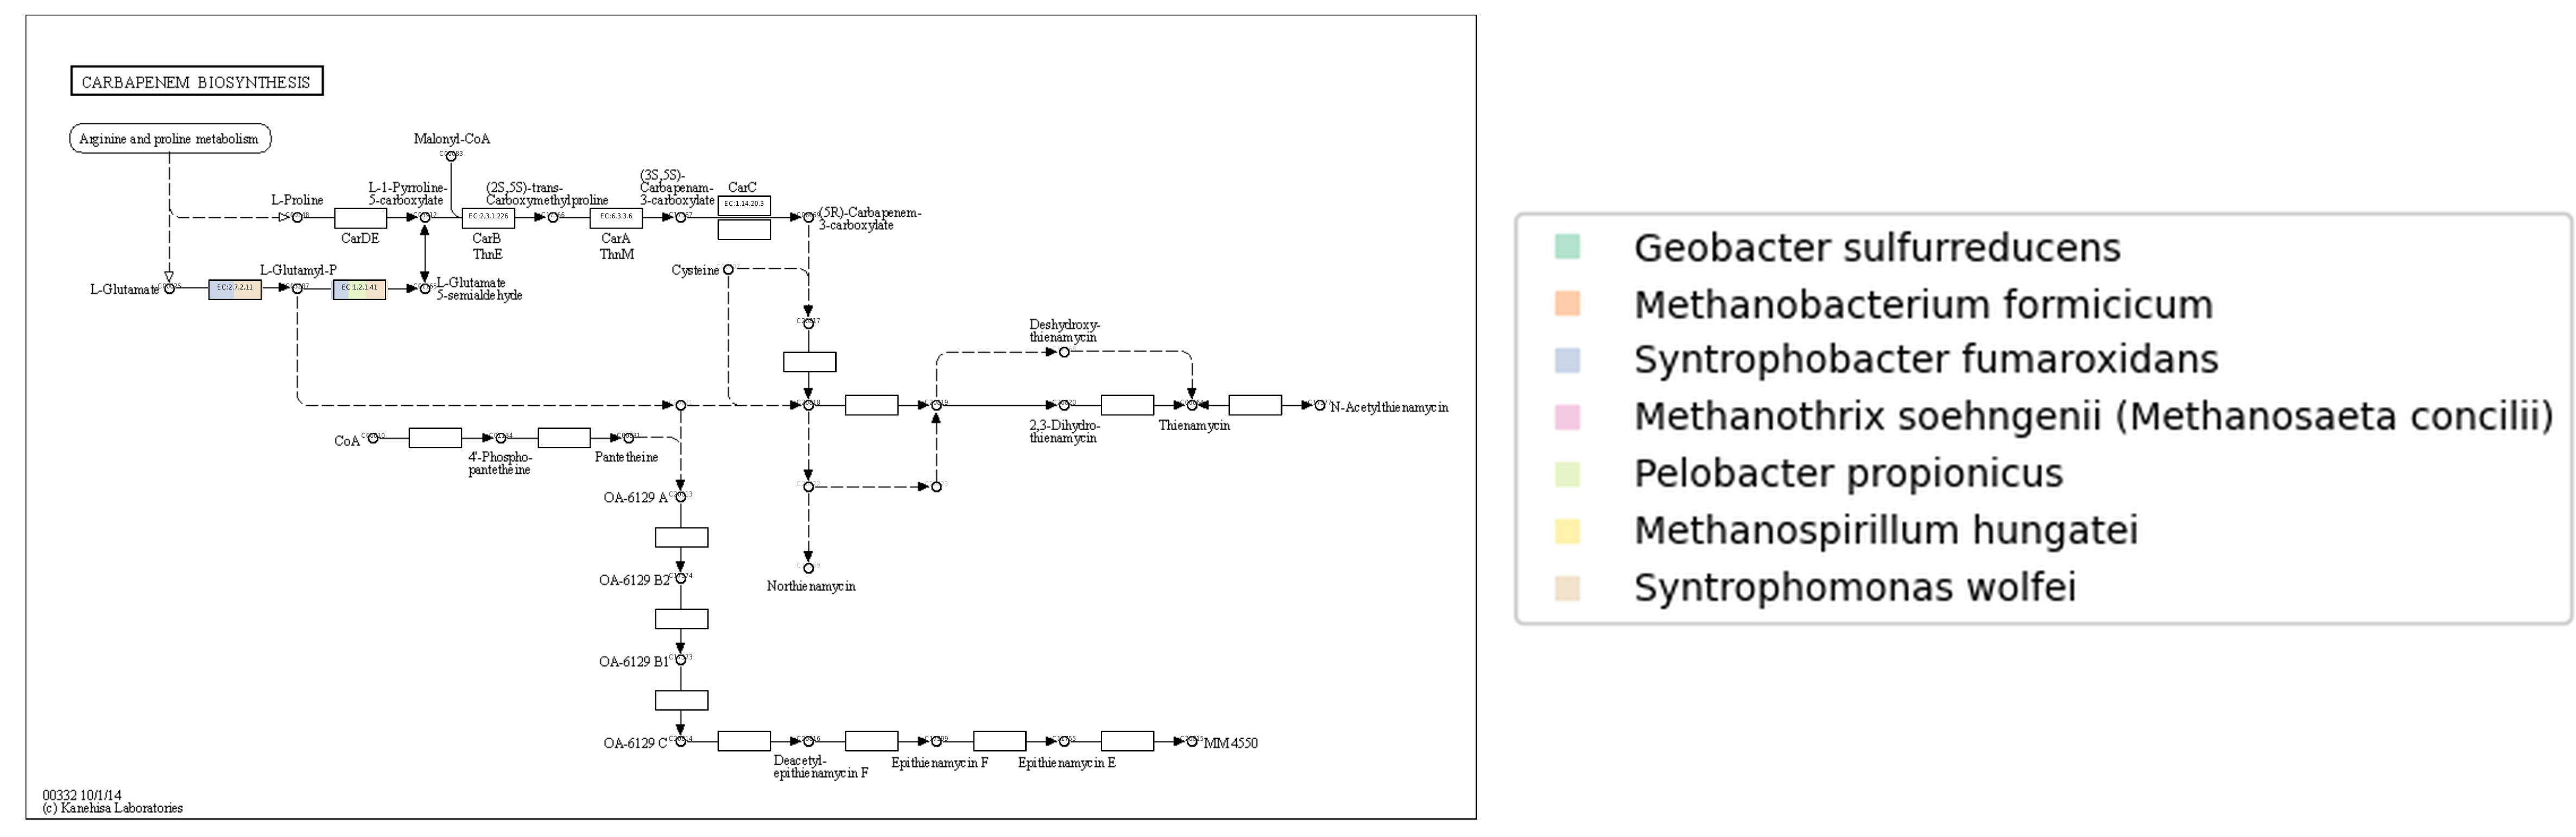 CARBAPENEM BIOSYNTHESIS
Arginine and proline metabolism
Malonyl-CoA
L-Proline
L-1-Pyrroline-
5-carboxylate
(2S,5S)-trans-
Carboxymethylproline
(3S,5S)-
Carbapenam-
3-carboxylate
CarC
EC:1.14.20.3
EC:2.3.1.226
EC:6.3.3.6
(5R)-Carbapenem-
3-carboxylate
CarDE
CarB
ThnE
CarA
ThnM
L-Glutamyl-P
Cysteine
L-Glutamate
EC:2.7.2.11
EC:1.2.1.41
L-Glutamate
5-semialdehyde
Deshydroxy-
thienamycin
N-Acetylthienamycin
2,3-Dihydro-
thienamycin
Thienamycin
CoA
4'-Phospho-
pantetheine
Pantetheine
OA-6129 A
OA-6129 B2
Northienamycin
OA-6129 B1
OA-6129 C
MM 4550
Deacetyl-
epithienamycin F
Epithienamycin F
Epithienamycin E
00332 10/1/14
(c) Kanehisa Laboratories
Geobacter sulfurreducens
Methanobacterium formicicum
Syntrophobacter fumaroxidans
Methanothrix soehngenii (Methanosaeta concilii)
Pelobacter propionicus
Methanospirillum hungatei
Syntrophomonas wolfei